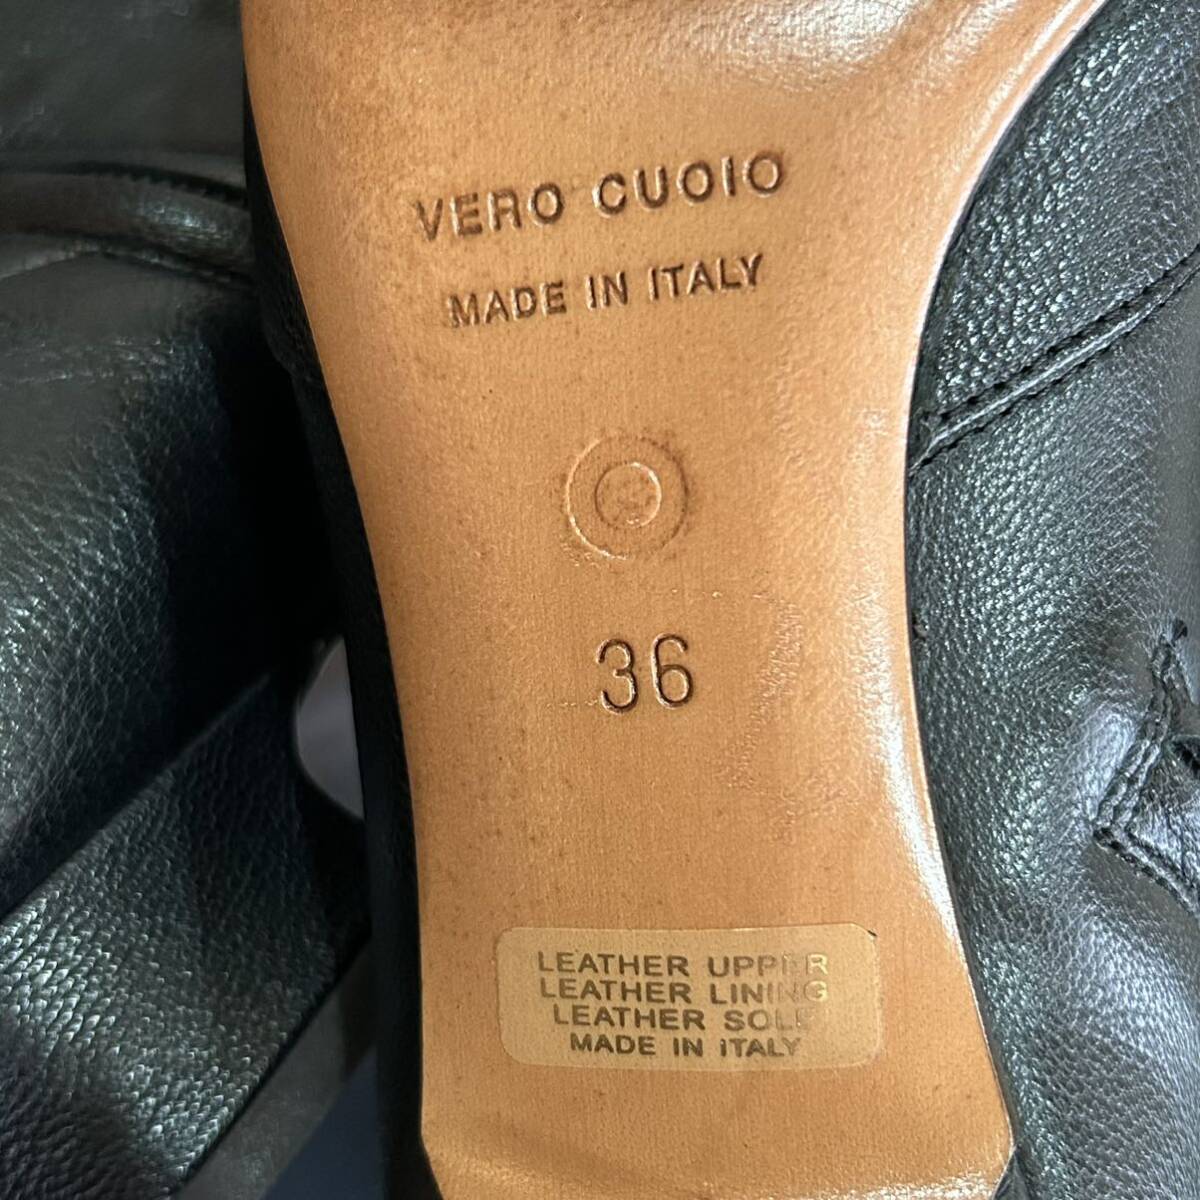 VERO CUOIO
MADE IN ITALY
36
LEATHER UPPER
LEATHER LINING
LEATHER SOLE
MADE IN ITALY